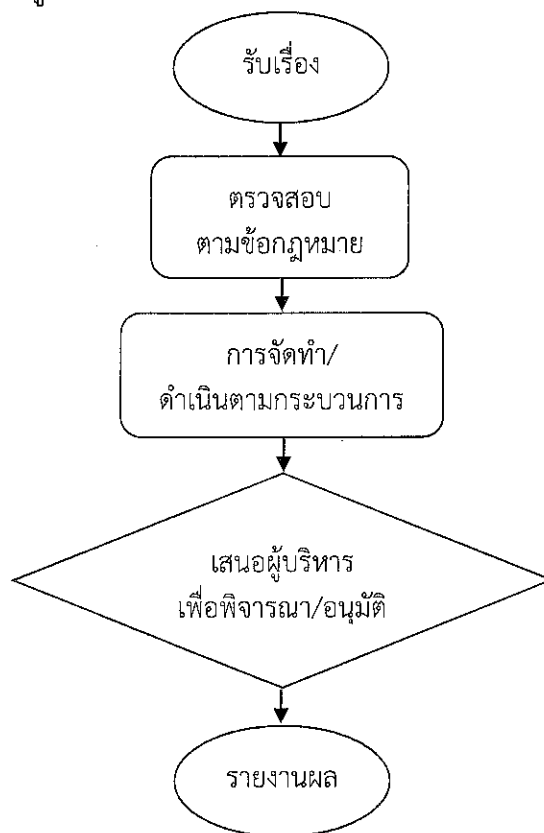 รับเรื่อง
ตรวจสอบ
ตามข้อกฎหมาย
การจัดทำ/
ดำเนินตามกระบวนการ
เสนอผู้บริหาร
เพื่อพิจารณา/อนุมัติ
รายงานผล